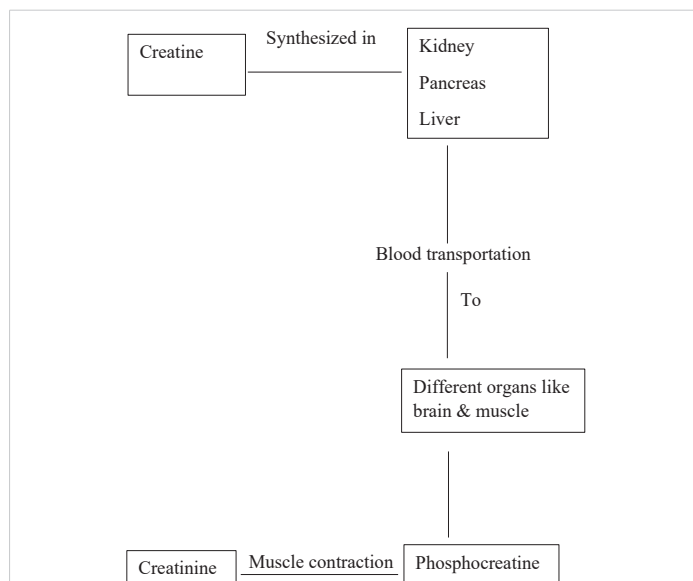 Creatine
Synthesized in
Kidney
Pancreas
Liver
Blood transportation
To
Different organs like
brain & muscle
Creatinine
Muscle contraction
Phosphocreatine